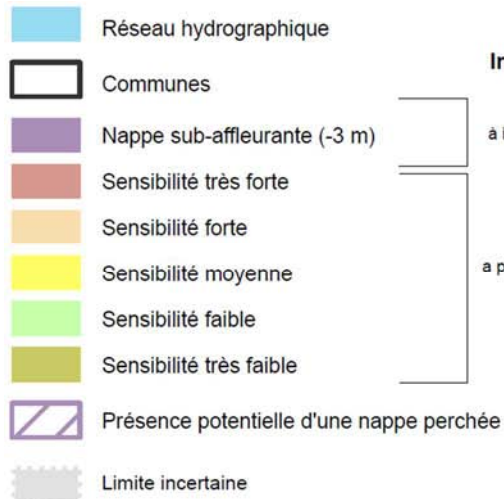 Réseau hydrographique
Communes
Nappe sub-affleurante (-3 m)
Sensibilité très forte
Sensibilité forte
Sensibilité moyenne
Sensibilité faible
Sensibilité très faible
Présence potentielle d'une nappe perchée
Limite incertaine